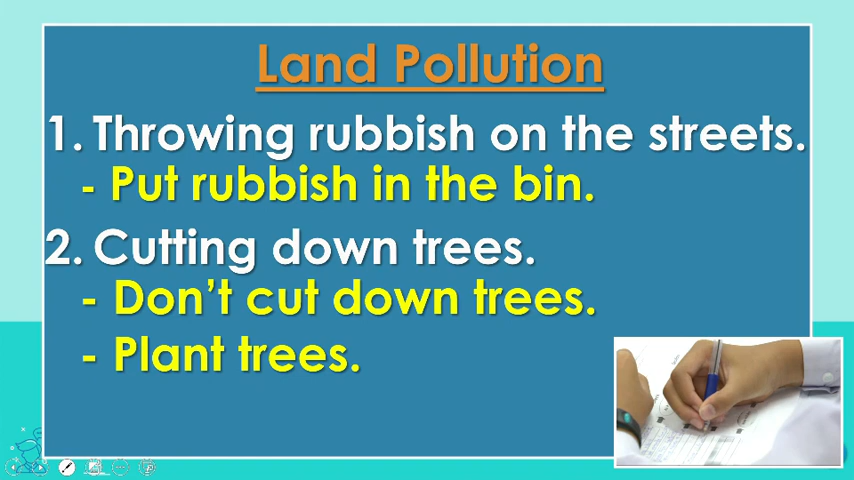 Land Pollution
1. Throwing rubbish on the streets.
- Put rubbish in the bin.
2. Cutting down trees.
- Don't cut down trees.
- Plant trees.